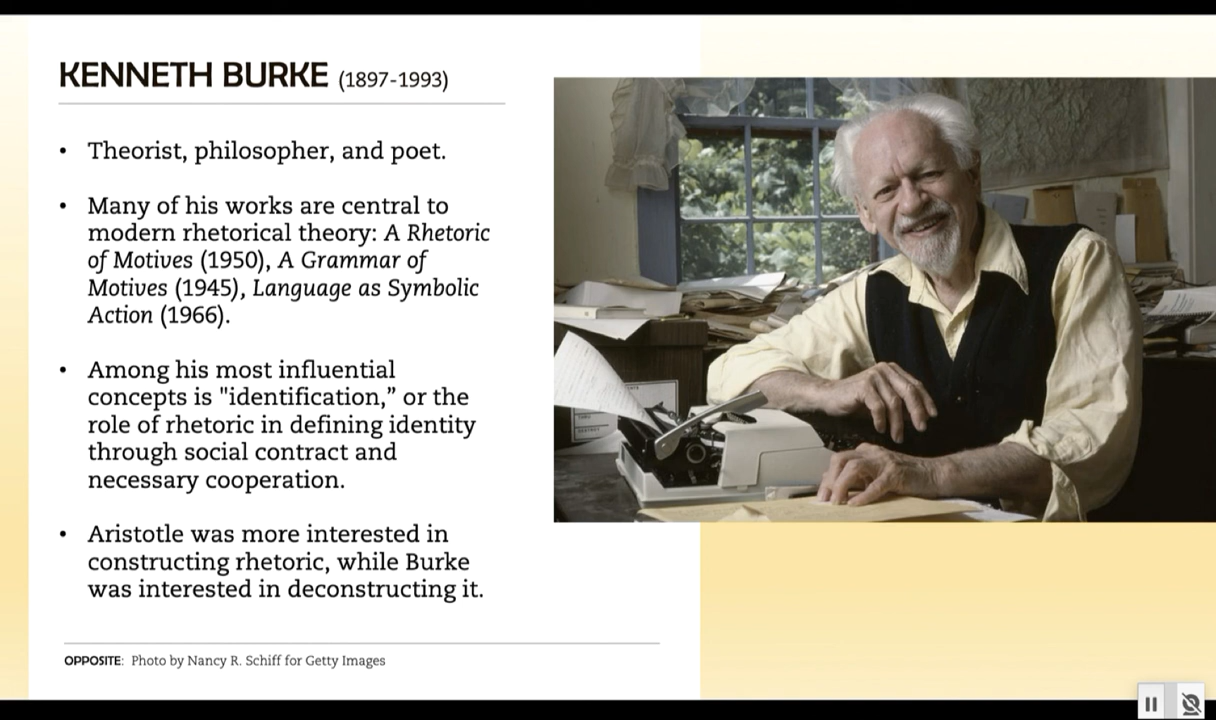 KENNETH BURKE (1897-1993)
• Theorist, philosopher, and poet.
• Many of his works are central to
modern rhetorical theory: A Rhetoric
of Motives (1950), A Grammar of
Motives (1945), Language as Symbolic
Action (1966).
• Among his most influential
concepts is "identification,” or the
role of rhetoric in defining identity
through social contract and
necessary cooperation.
• Aristotle was more interested in
constructing rhetoric, while Burke
was interested in deconstructing it.
OPPOSITE: Photo by Nancy R. Schiff for Getty Images